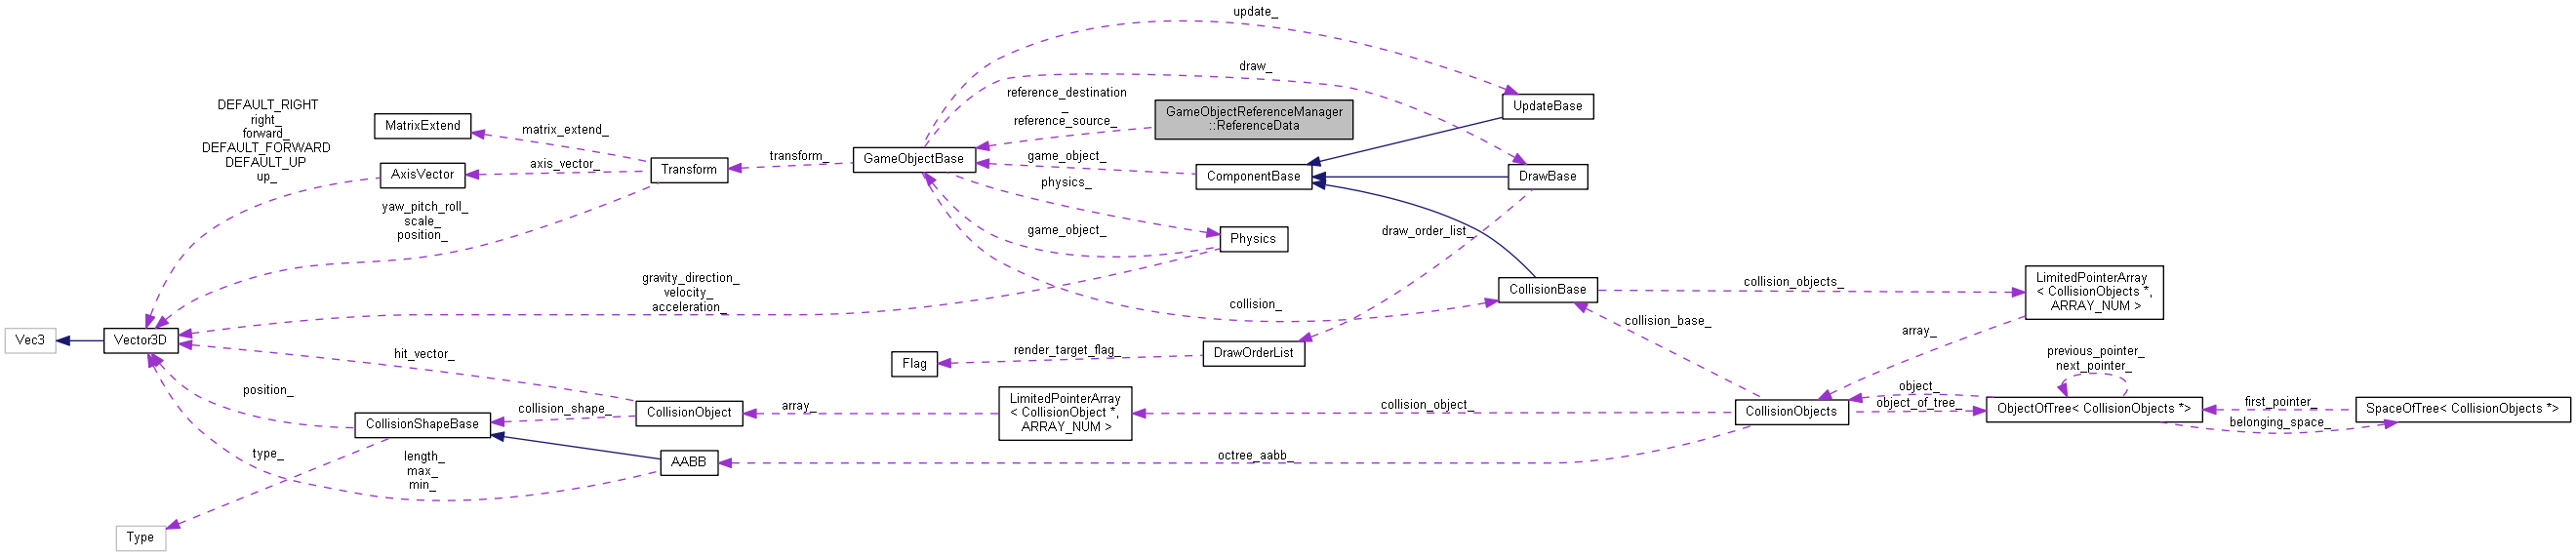 update_
draw_
reference_destination
_
reference_source_
GameObjectReferenceManager
::ReferenceData
UpdateBase
DEFAULT_RIGHT
right_
forward_
DEFAULT_FORWARD
DEFAULT_UP
up_
MatrixExtend
matrix_extend_
axis_vector_
AxisVector
Transform
transform_
GameObjectBase
game_object_
ComponentBase
DrawBase
physics_
yaw_pitch_roll_
scale_
position_
game_object_
Physics
draw_order_list_
gravity_direction_
velocity_
acceleration_
collision_
CollisionBase
collision_objects_
LimitedPointerArray
< CollisionObjects *,
ARRAY_NUM >
Vec3
Vector3D
hit_vector_
Flag
render_target_flag_
DrawOrderList
collision_base_
array_
previous_pointer_
next_pointer_
position_
CollisionShapeBase
collision_shape_
CollisionObject
array_
LimitedPointerArray
< CollisionObject *,
ARRAY_NUM >
collision_object_
CollisionObjects
object_
object_of_tree_
ObjectOfTree< CollisionObjects *>
first_pointer_
belonging_space_
SpaceOfTree< CollisionObjects *>
type_
length_
max_
min_
AABB
octree_aabb_
Type